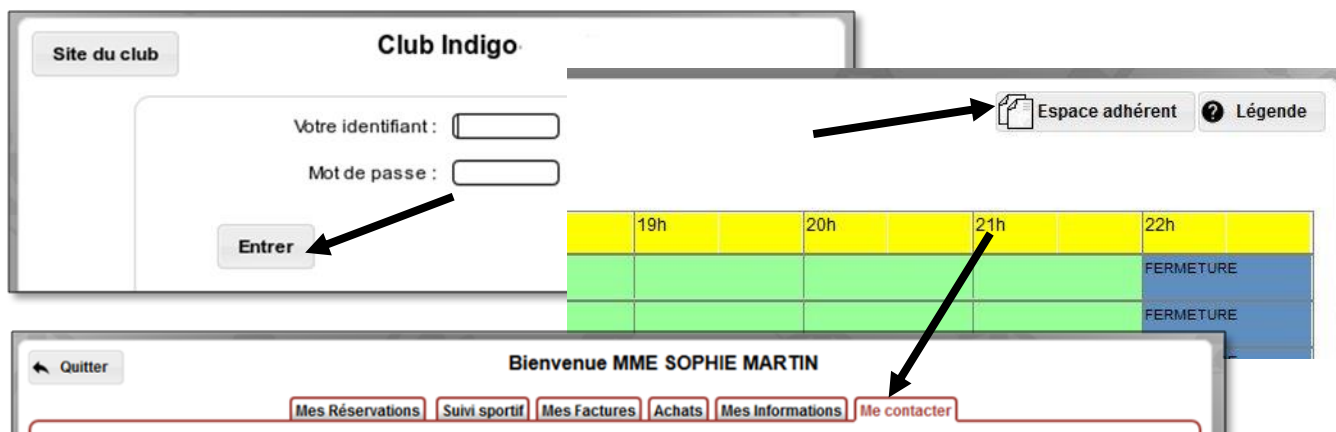 Site du club
Club Indigo
Votre identifiant :
Mot de passe :
Entrer
Espace adhérent
Légende
19h 20h 21h 22h
FERMETURE
FERMETURE
Quitter
Bienvenue MME SOPHIE MARTIN
Mes Réservations Suivi sportif Mes Factures Achats Mes Informations Me contacter